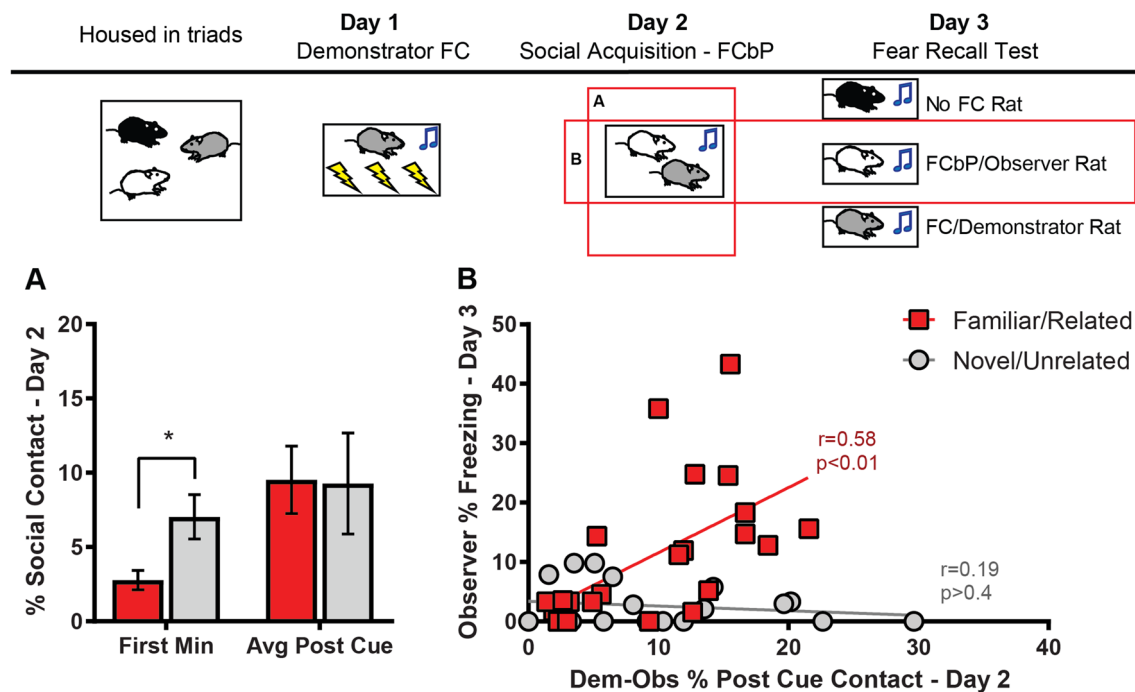 Housed in triads
Day 1
Demonstrator FC
Day 2
Social Acquisition - FCbP
Day 3
Fear Recall Test
A
B
No FC Rat
FCbP/Observer Rat
FC/Demonstrator Rat
A
% Social Contact - Day 2
20
15
10
5
0
*
First Min
Avg Post Cue
B
Observer % Freezing - Day 3
50
40
30
20
10
0
Familiar/Related
Novel/Unrelated
r=0.58
p<0.01
r=0.19
p>0.4
0
10
20
30
40
Dem-Obs % Post Cue Contact - Day 2